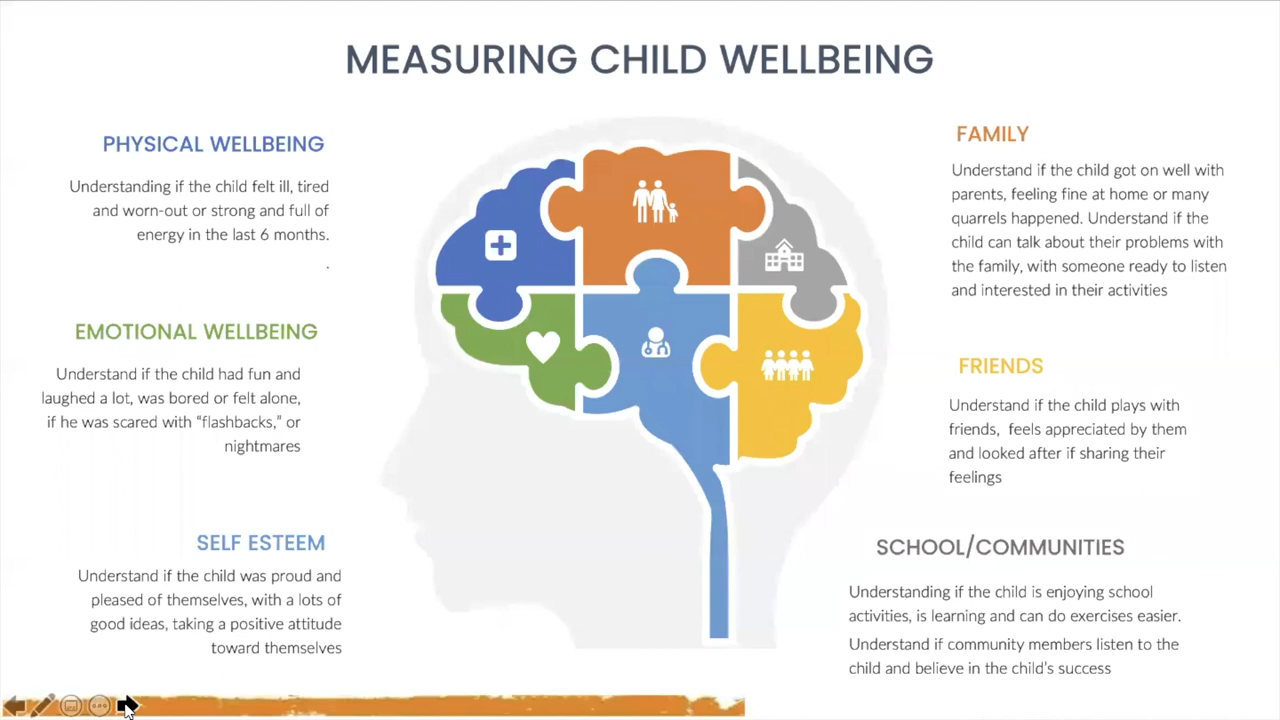 MEASURING CHILD WELLBEING
PHYSICAL WELLBEING
Understanding if the child felt ill, tired
and worn-out or strong and full of
energy in the last 6 months.
.
EMOTIONAL WELLBEING
Understand if the child had fun and
laughed a lot, was bored or felt alone,
if he was scared with “flashbacks,” or
nightmares
SELF ESTEEM
Understand if the child was proud and
pleased of themselves, with a lots of
good ideas, taking a positive attitude
toward themselves
FAMILY
Understand if the child got on well with
parents, feeling fine at home or many
quarrels happened. Understand if the
child can talk about their problems with
the family, with someone ready to listen
and interested in their activities
FRIENDS
Understand if the child plays with
friends,  feels appreciated by them
and looked after if sharing their
feelings
SCHOOL/COMMUNITIES
Understanding if the child is enjoying school
activities, is learning and can do exercises easier.
Understand if community members listen to the
child and believe in the child’s success